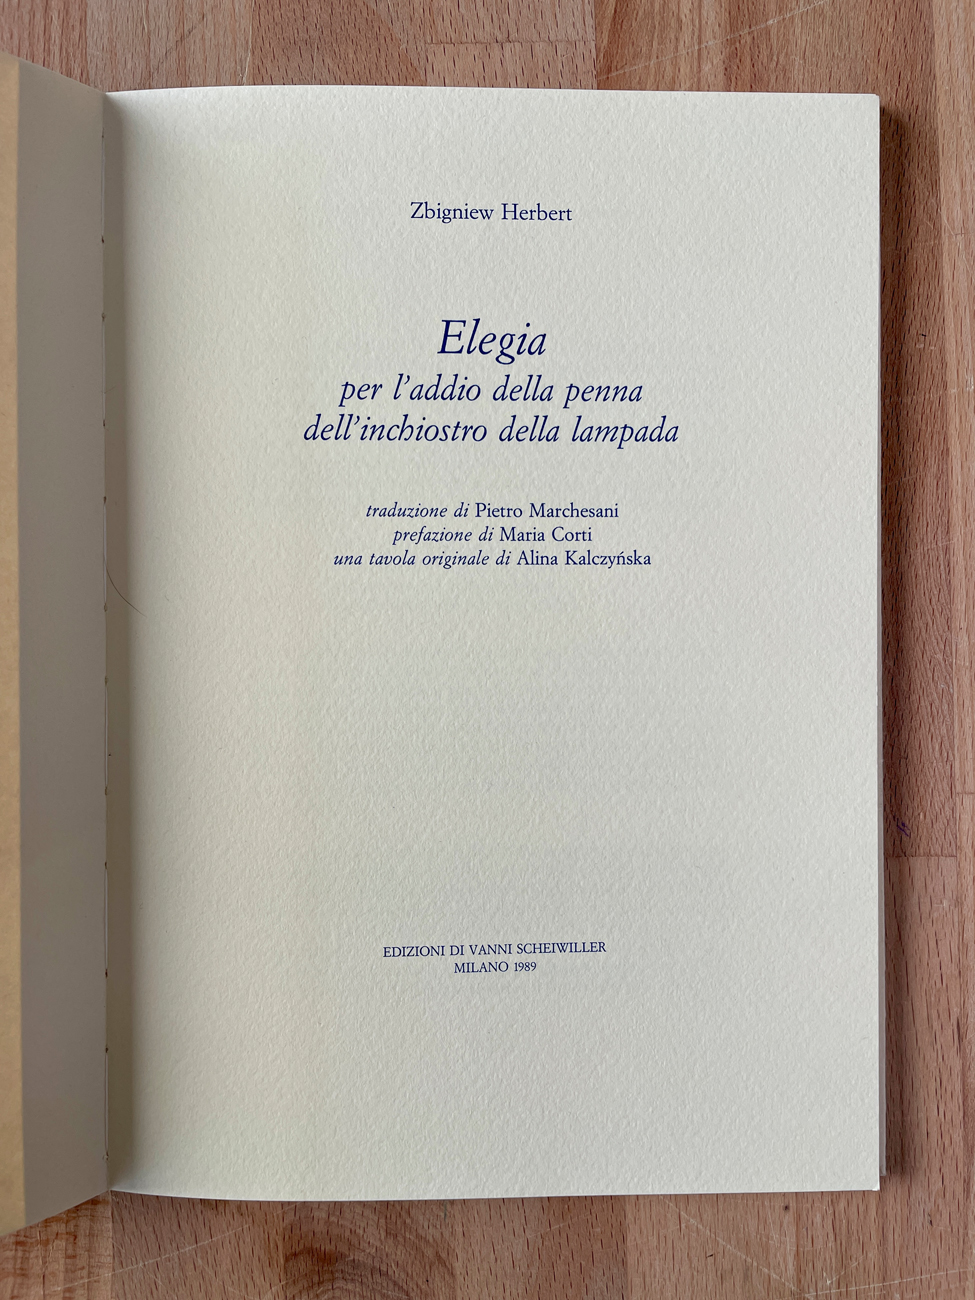 Zbigniew Herbert
Elegia
per l'addio della penna
dell'inchiostro della lampada
traduzione di Pietro Marchesani
prefazione di Maria Corti
una tavola originale di Alina Kalczyńska
EDIZIONI DI VANNI SCHEIWILLER
MILANO 1989